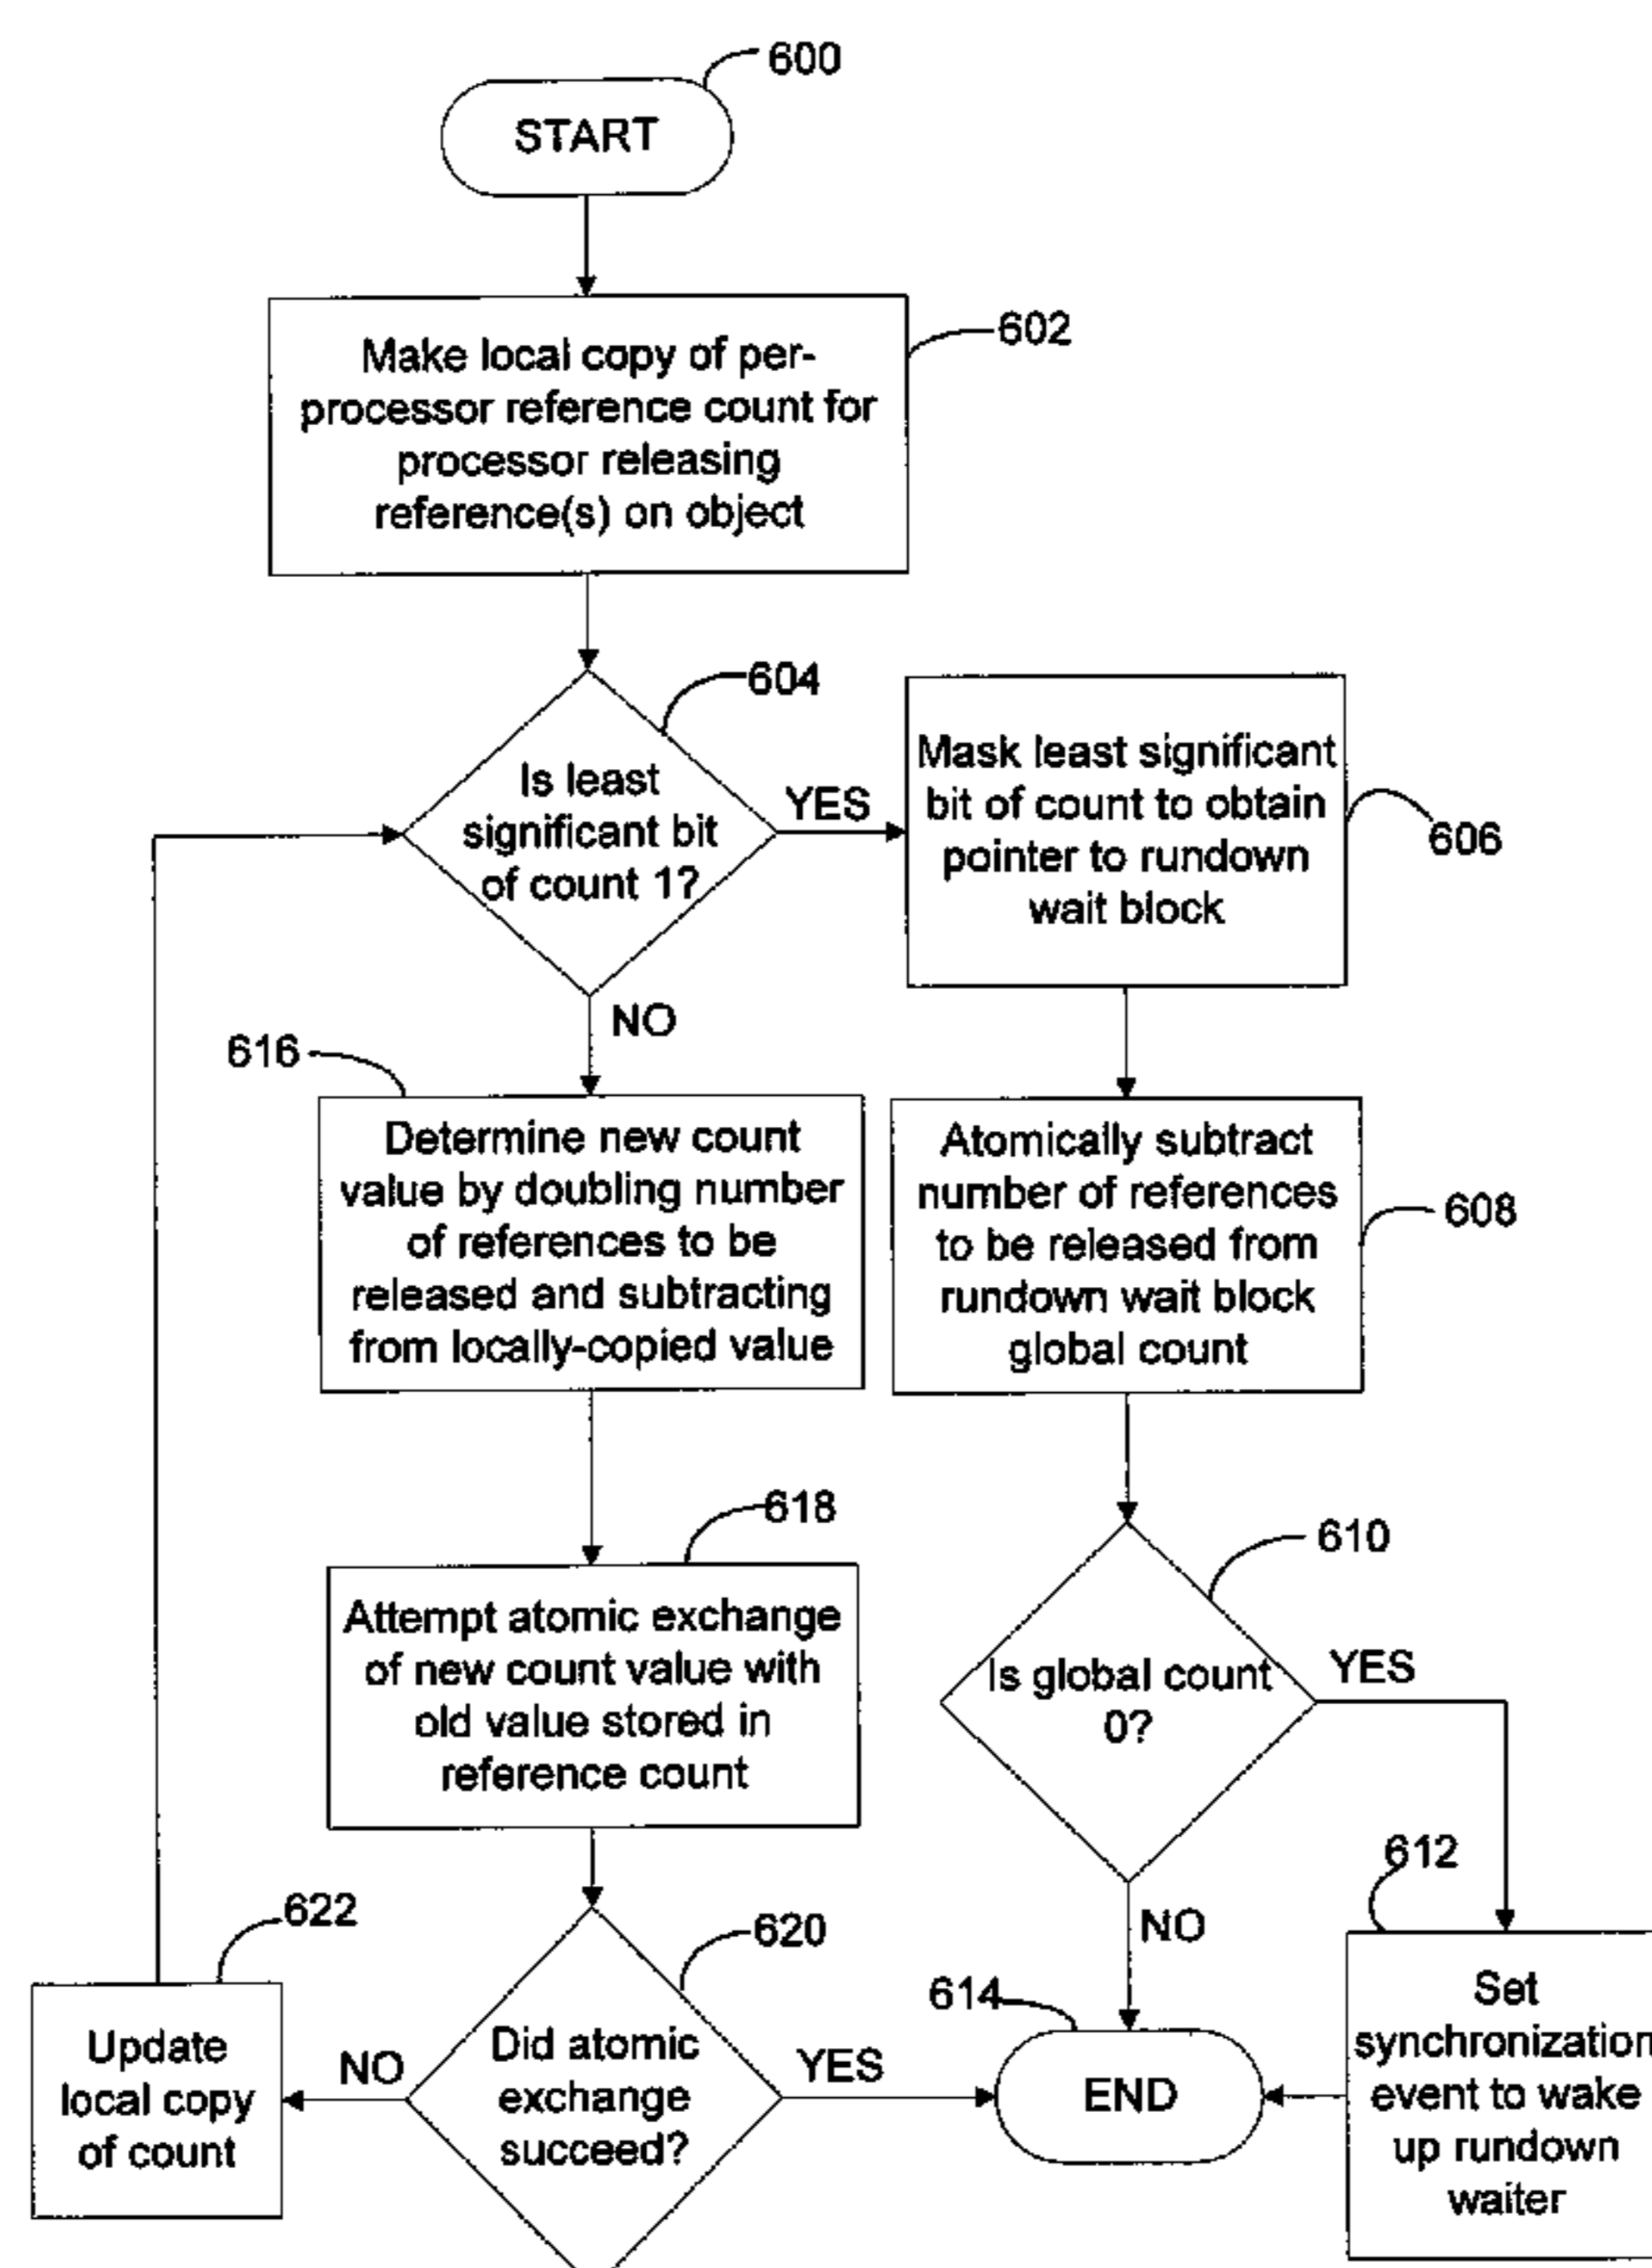 600
START
602
Make local copy of per-
processor reference count for
processor releasing
reference(s) on object
604
Is least
significant bit
of count 1?
YES
Mask least significant
bit of count to obtain
pointer to rundown
wait block
606
NO
616
Determine new count
value by doubling number
of references to be
released and subtracting
from locally-copied value
Atomically subtract
number of references
to be released from
rundown wait block
global count
608
618
Attempt atomic exchange
of new count value with
old value stored in
reference count
610
Is global count
0?
YES
612
NO
622
620
614
Update
local copy
of count
NO
Did atomic
exchange
succeed?
YES
END
Set
synchronization
event to wake
up rundown
waiter